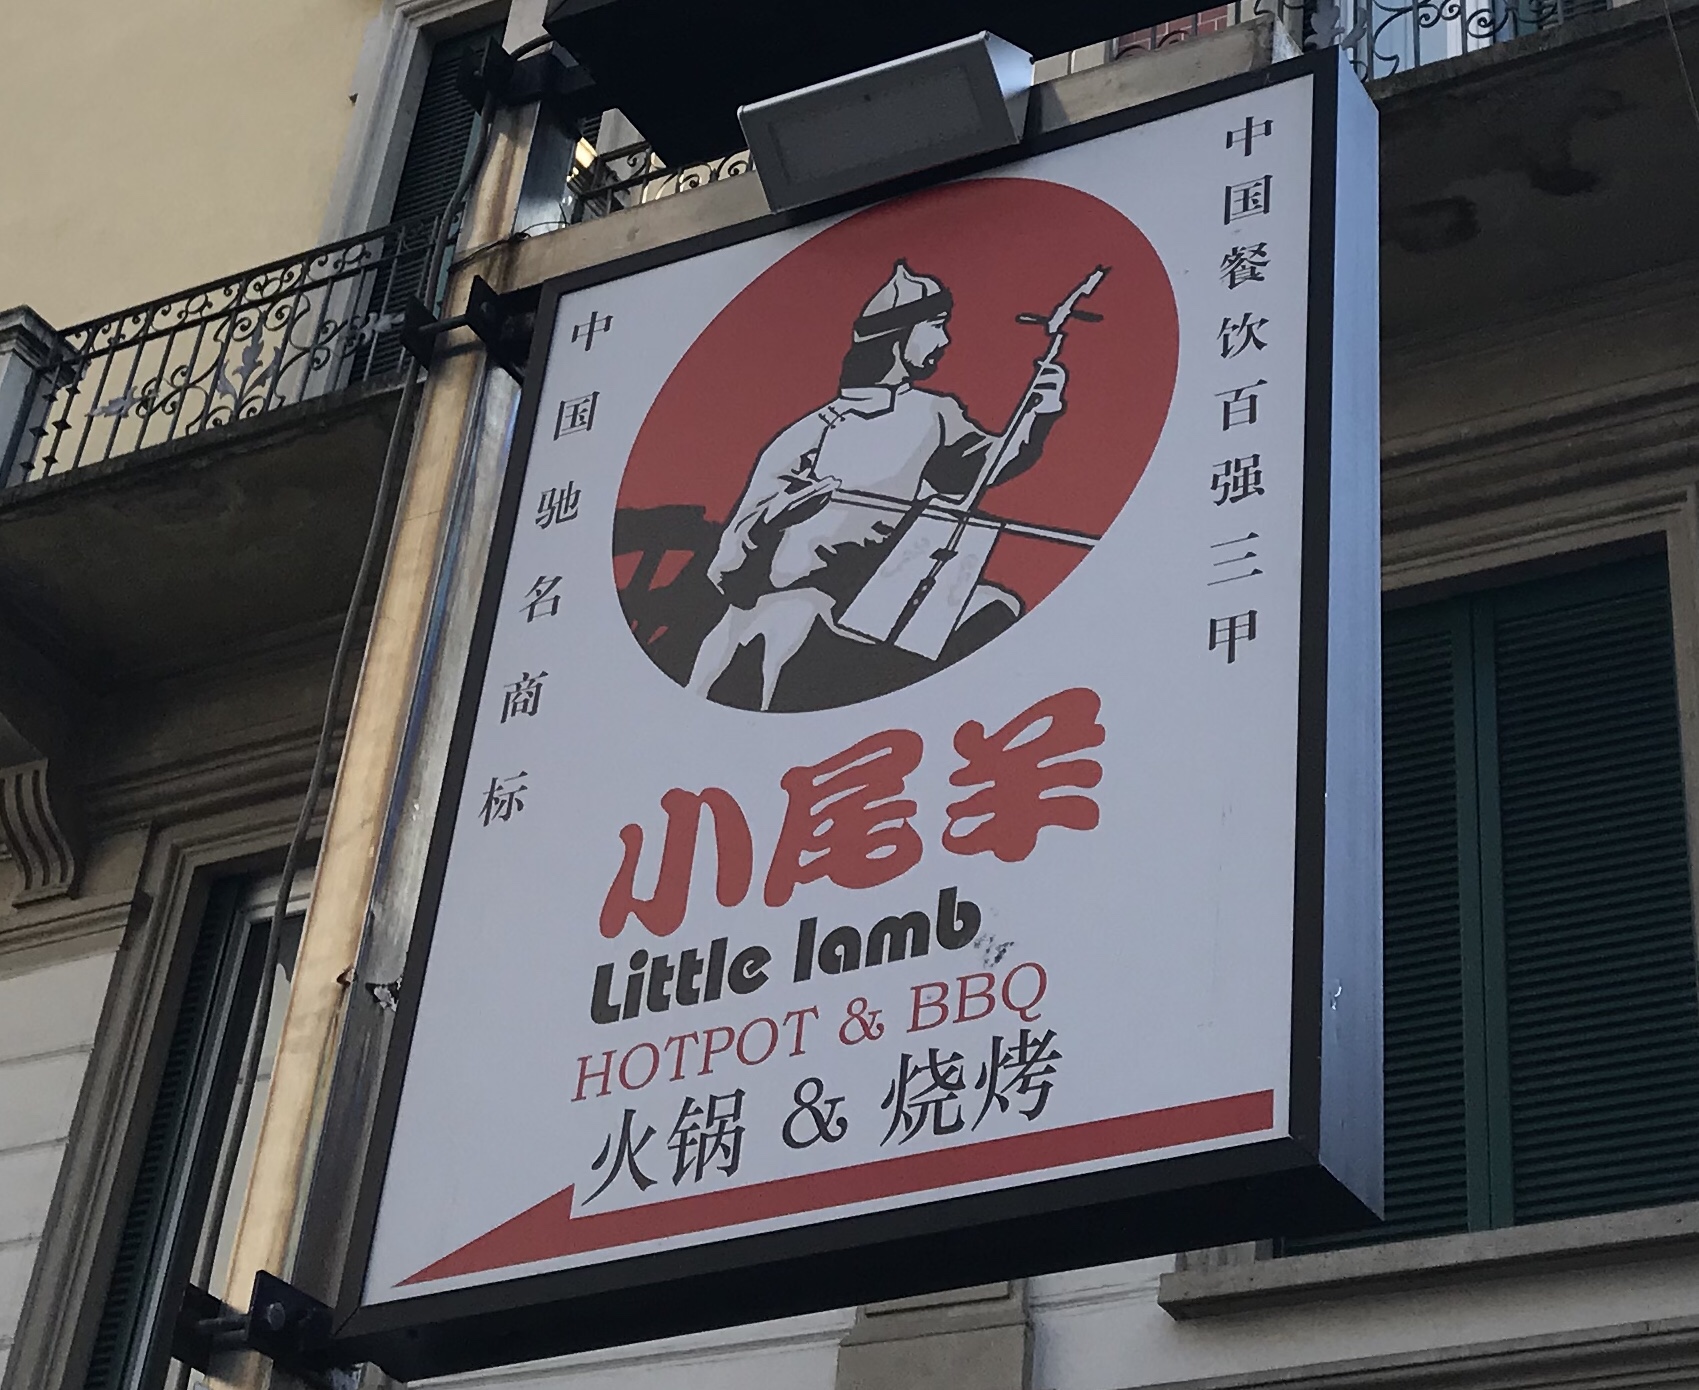 中国餐饮百强三甲
中国驰名商标
小尾羊
Little lamb
HOTPOT & BBQ
火锅 & 烧烤